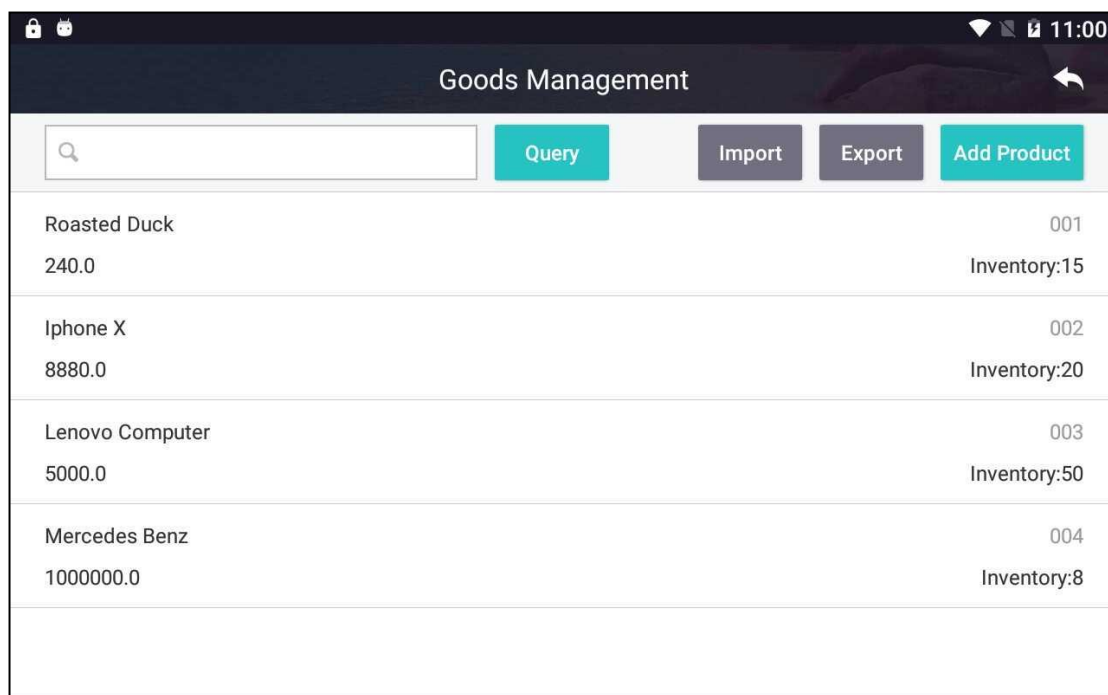 11:00
Goods Management
Query Import Export Add Product
Roasted Duck 001
240.0 Inventory:15
Iphone X 002
8880.0 Inventory:20
Lenovo Computer 003
5000.0 Inventory:50
Mercedes Benz 004
1000000.0 Inventory:8